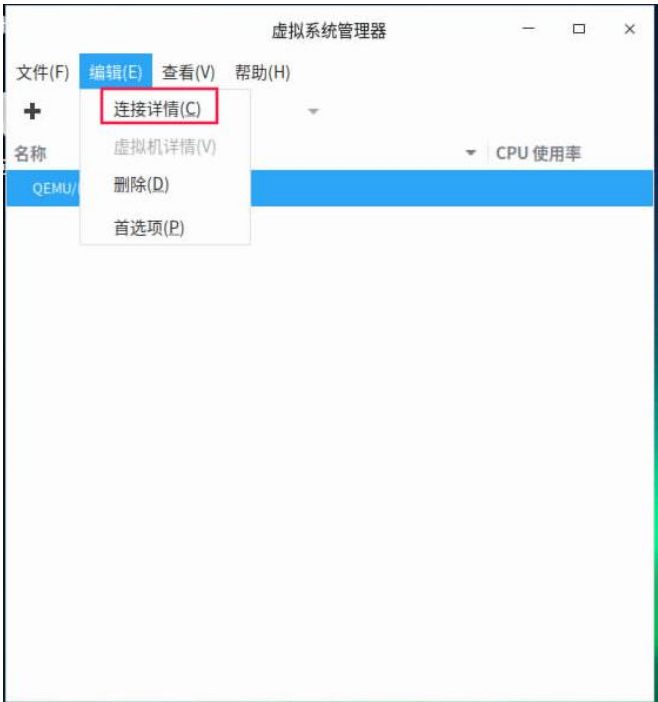 虚拟系统管理器
文件(F) 编辑(E) 查看(V) 帮助(H)
连接详情(C)
虚拟机详情(V)
名称 CPU 使用率
删除(D)
QEMU/
首选项(P)